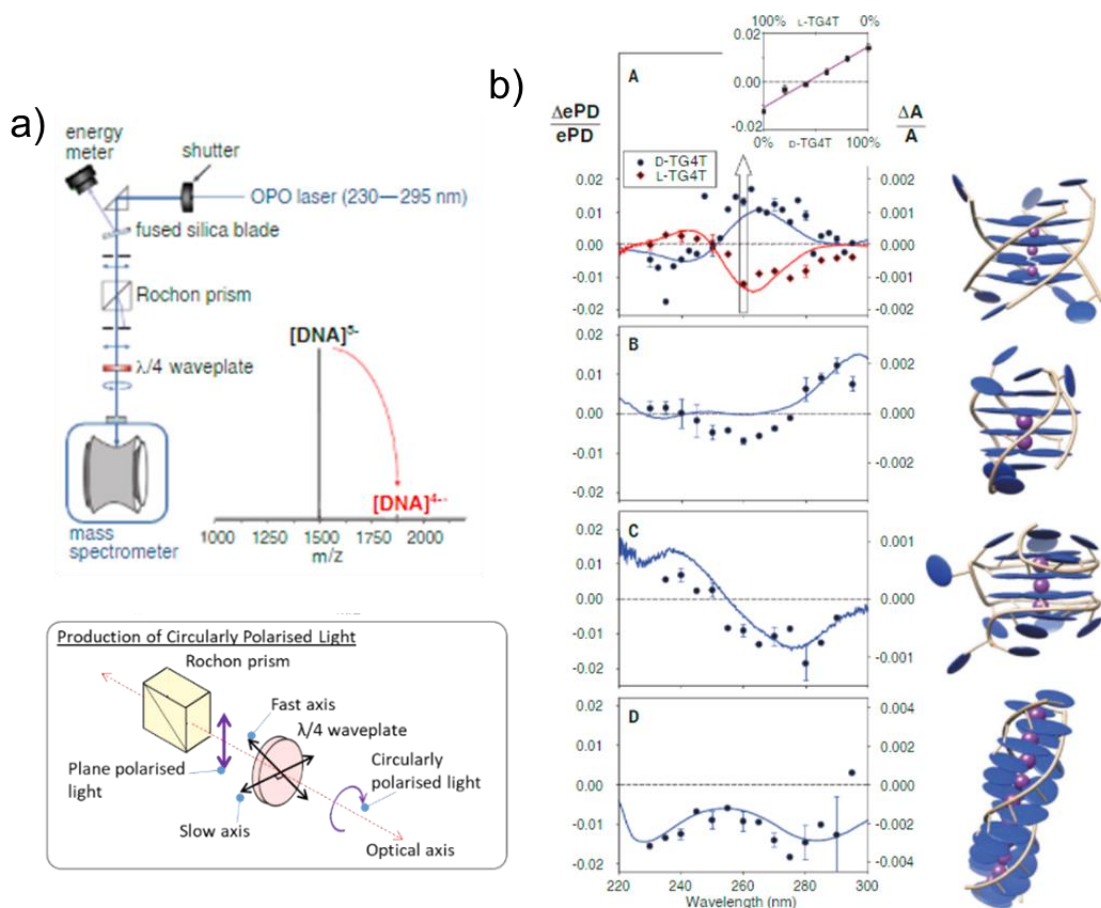 a)
energy
meter
shutter
OPO laser (230—295 nm)
fused silica blade
Rochon prism
λ/4 waveplate
mass
spectrometer
[DNA]5-
[DNA]4-·
1000 1250 1500 1750 2000
m/z
Production of Circularly Polarised Light
Rochon prism
Fast axis
λ/4 waveplate
Plane polarised
light
Circularly
polarised light
Slow axis
Optical axis
b)
100% L-TG4T 0%
0.02
0.00
-0.02
0% D-TG4T 100%
A
ΔePD
ePD
ΔA
A
D-TG4T
L-TG4T
0.02
0.01
0.00
-0.01
-0.02
0.002
0.001
0.000
-0.001
-0.002
B
0.02
0.01
0.00
-0.01
-0.02
0.002
0.000
-0.002
C
0.02
0.01
0.00
-0.01
-0.02
0.001
0.000
-0.001
D
0.02
0.01
0.00
-0.01
-0.02
0.004
0.002
0.000
-0.002
-0.004
220 240 260 280 300
Wavelength (nm)